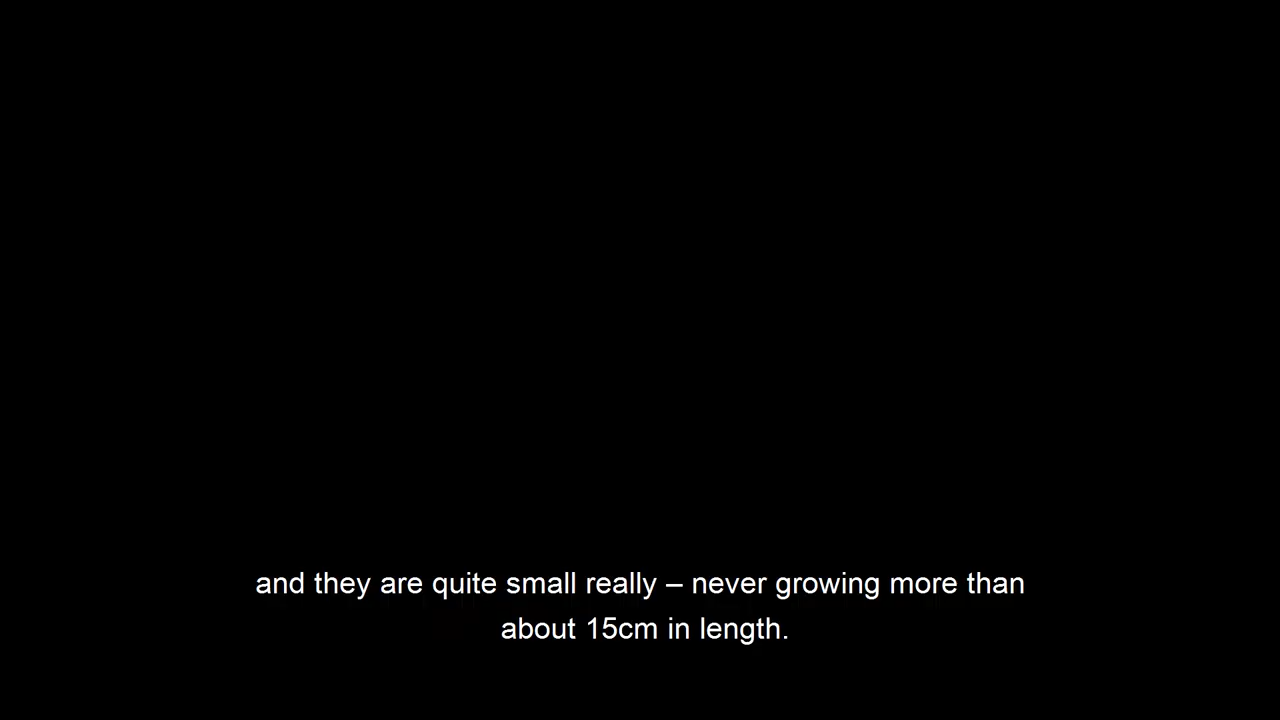 and they are quite small really – never growing more than
about 15cm in length.